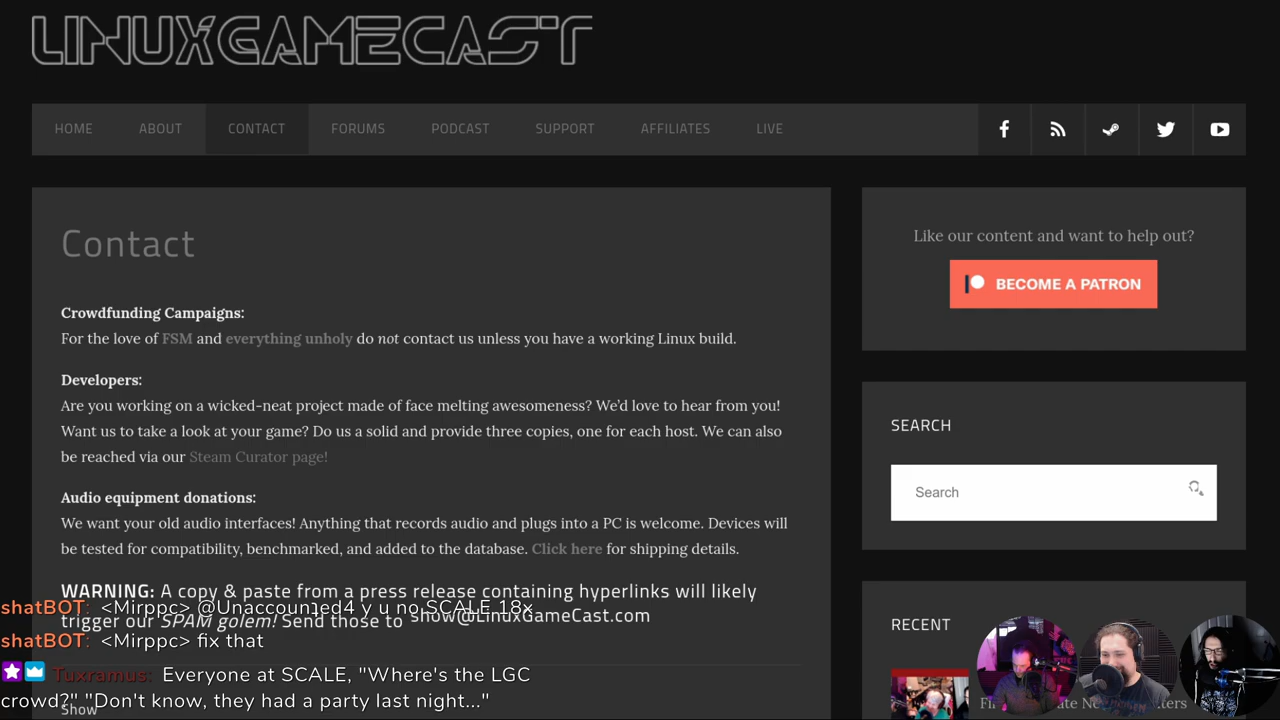 LINUXGAMECAST
HOME ABOUT CONTACT FORUMS PODCAST SUPPORT AFFILIATES LIVE
Contact
Crowdfunding Campaigns:
For the love of FSM and everything unholy do not contact us unless you have a working Linux build.
Developers:
Are you working on a wicked-neat project made of face melting awesomeness? We'd love to hear from you!
Want us to take a look at your game? Do us a solid and provide three copies, one for each host. We can also
be reached via our Steam Curator page!
Audio equipment donations:
We want your old audio interfaces! Anything that records audio and plugs into a PC is welcome. Devices will
be tested for compatibility, benchmarked, and added to the database. Click here for shipping details.
WARNING: A copy & paste from a press release containing hyperlinks will likely
trigger our SPAM golem! Send those to show@LinuxGameCast.com
Show
Like our content and want to help out?
BECOME A PATRON
SEARCH
Search
RECENT
shatBOT: <Mirppc> @Unaccounted4 y u no SCALE 18x
shatBOT: <Mirppc> fix that
Tuxramus: Everyone at SCALE, "Where's the LGC
crowd?" "Don't know, they had a party last night..."